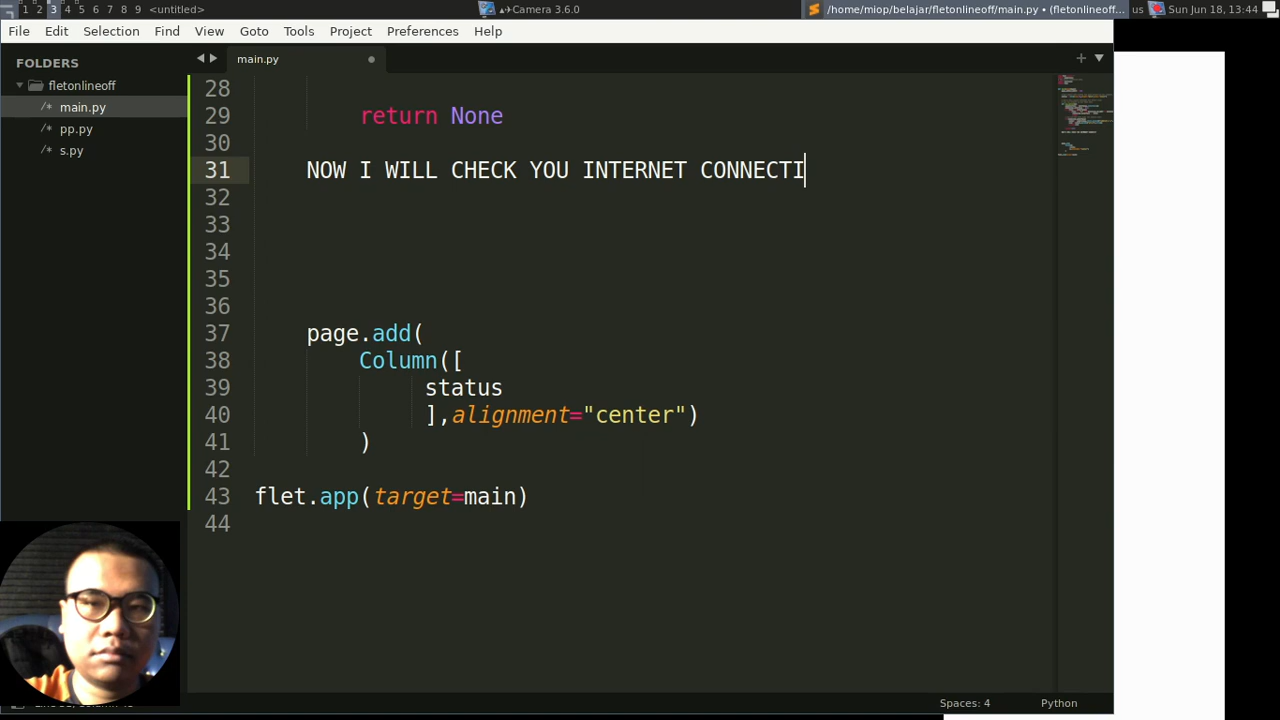 1 2 3 4 5 6 7 8 9 <untitled>
Camera 3.6.0
/home/miop/belajar/fletonlineoff/main.py • (fletonlineoff...
us
Sun Jun 18, 13:44
File Edit Selection Find View Goto Tools Project Preferences Help
FOLDERS
fletonlineoff
/* main.py
/* pp.py
/* s.py
main.py
28
29 return None
30
31 NOW I WILL CHECK YOU INTERNET CONNECTI
32
33
34
35
36
37 page.add(
38 Column([
39 status
40 ],alignment="center")
41 )
42
43 flet.app(target=main)
44
Spaces: 4
Python